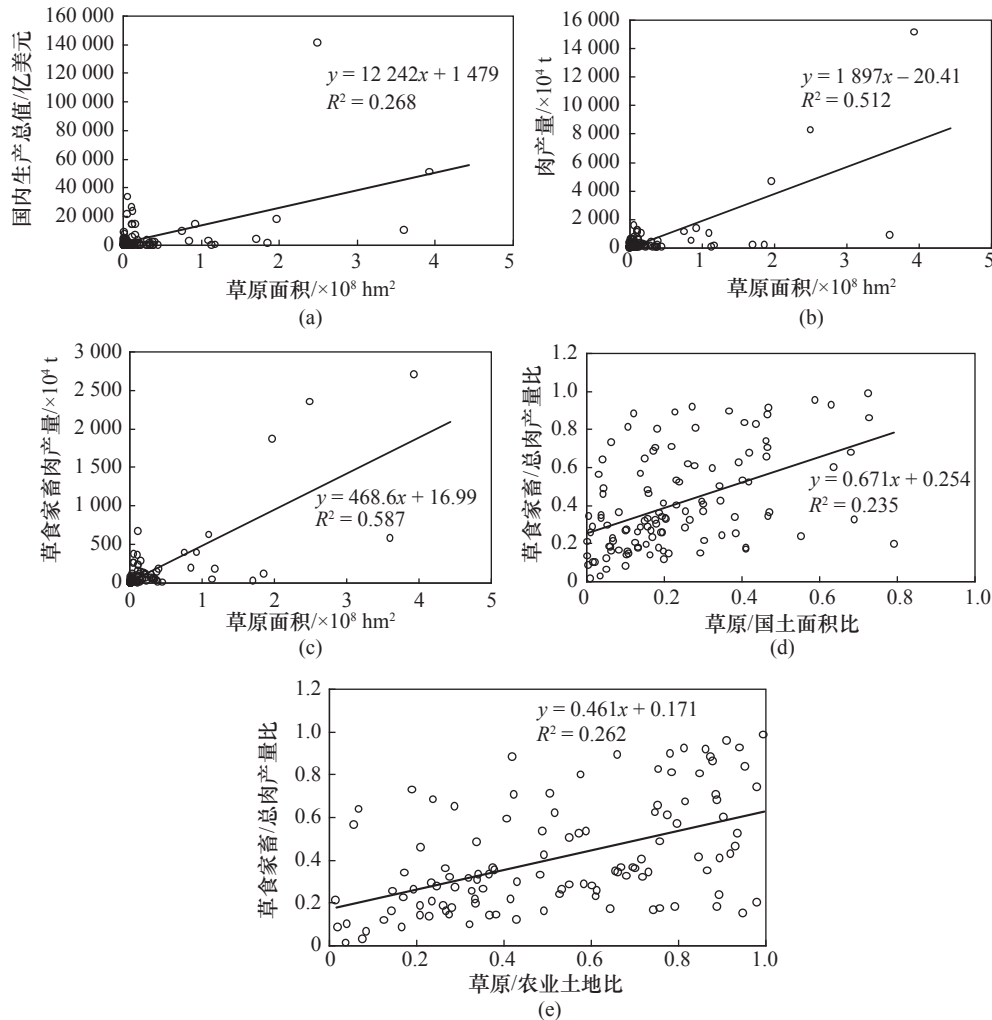 国内生产总值/亿美元
160 000
140 000
120 000
100 000
80 000
60 000
40 000
20 000
0
y = 12 242x + 1 479
R² = 0.268
0 1 2 3 4 5
草原面积/×10⁸ hm²
(a)
肉产量/×10⁴ t
16 000
14 000
12 000
10 000
8 000
6 000
4 000
2 000
0
y = 1 897x – 20.41
R² = 0.512
0 1 2 3 4 5
草原面积/×10⁸ hm²
(b)
草食家畜肉产量/×10⁴ t
3 000
2 500
2 000
1 500
1 000
500
0
y = 468.6x + 16.99
R² = 0.587
0 1 2 3 4 5
草原面积/×10⁸ hm²
(c)
草食家畜/总肉产量比
1.2
1.0
0.8
0.6
0.4
0.2
0
y = 0.671x + 0.254
R² = 0.235
0 0.2 0.4 0.6 0.8 1.0
草原/国土面积比
(d)
草食家畜/总肉产量比
1.2
1.0
0.8
0.6
0.4
0.2
0
y = 0.461x + 0.171
R² = 0.262
0 0.2 0.4 0.6 0.8 1.0
草原/农业土地比
(e)